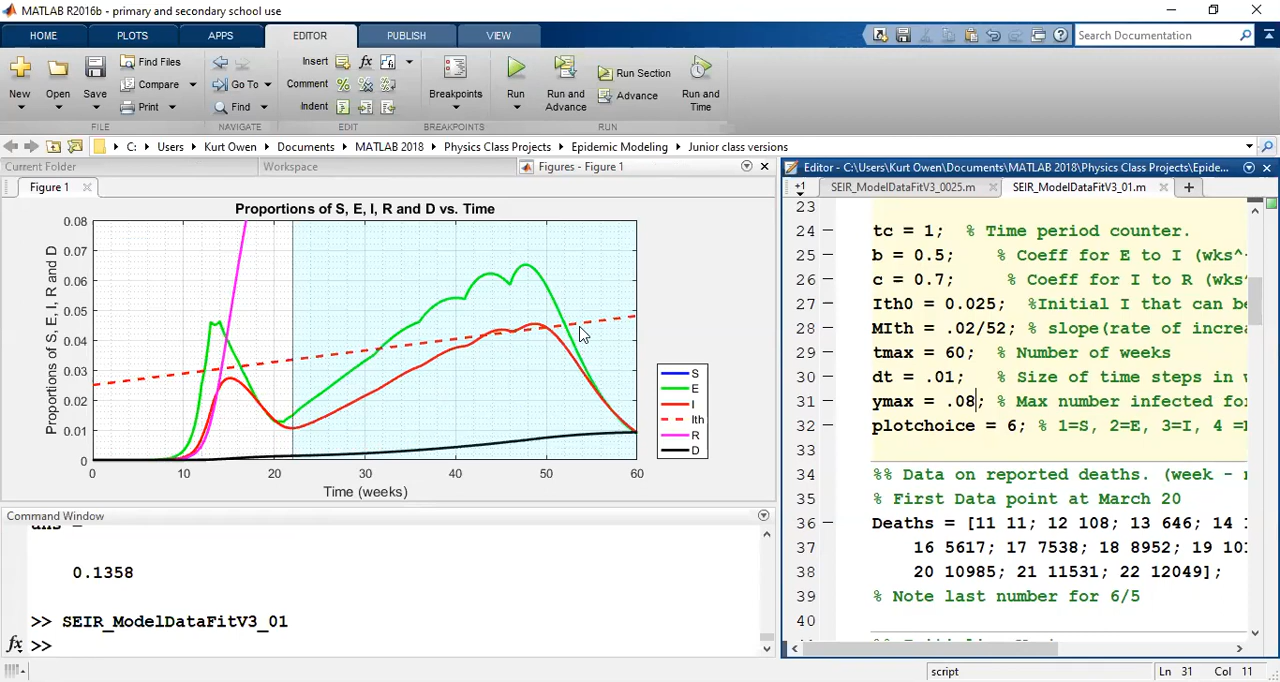 MATLAB R2016b - primary and secondary school use
HOME PLOTS APPS EDITOR PUBLISH VIEW
Search Documentation
New Open Save
Find Files
Compare
Print
FILE
Go To
Find
NAVIGATE
Insert fx
Comment
Indent
EDIT
Breakpoints
BREAKPOINTS
Run
Run and Advance
Run Section
Advance
Run and Time
RUN
C: Users Kurt Owen Documents MATLAB 2018 Physics Class Projects Epidemic Modeling Junior class versions
Current Folder
Workspace
Figures - Figure 1
Figure 1
Proportions of S, E, I, R and D vs. Time
Proportions of S, E, I, R and D
0.08
0.07
0.06
0.05
0.04
0.03
0.02
0.01
0
0 10 20 30 40 50 60
Time (weeks)
S
E
I
Ith
R
D
Command Window
0.1358
>> SEIR_ModelDataFitV3_01
fx >>
Editor - C:\Users\Kurt Owen\Documents\MATLAB 2018\Physics Class Projects\Epide...
+1 SEIR_ModelDataFitV3_0025.m SEIR_ModelDataFitV3_01.m +
23
24 tc = 1; % Time period counter.
25 b = 0.5; % Coeff for E to I (wks^
26 c = 0.7; % Coeff for I to R (wks
27 Ith0 = 0.025; %Initial I that can be
28 MIth = .02/52; % slope(rate of increa
29 tmax = 60; % Number of weeks
30 dt = .01; % Size of time steps in
31 ymax = .08; % Max number infected fo
32 plotchoice = 6; % 1=S, 2=E, 3=I, 4 =
33
34 %% Data on reported deaths. (week -
35 % First Data point at March 20
36 Deaths = [11 11; 12 108; 13 646; 14
37 16 5617; 17 7538; 18 8952; 19
38 20 10985; 21 11531; 22 12049];
39 % Note last number for 6/5
40
script
Ln 31 Col 11